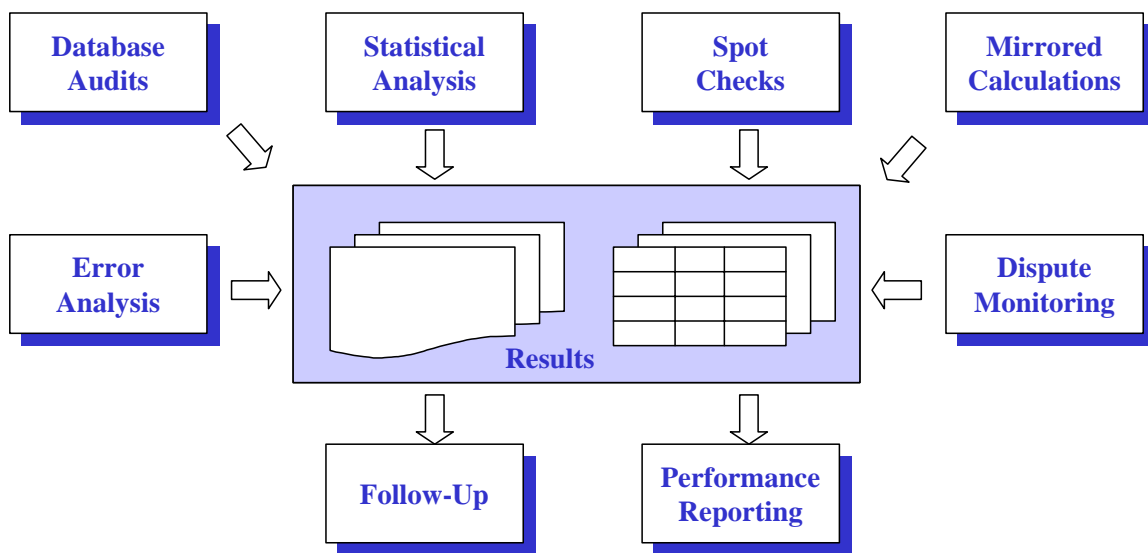 Database
Audits
Statistical
Analysis
Spot
Checks
Mirrored
Calculations
Error
Analysis
Dispute
Monitoring
Results
Follow-Up
Performance
Reporting